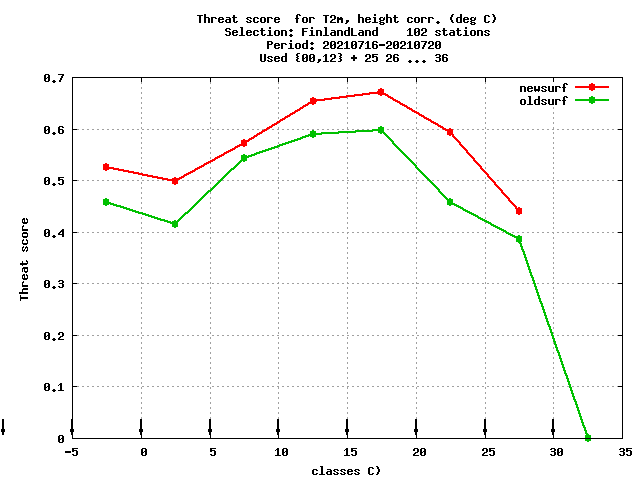 Threat score  for T2m, height corr. (deg C)
Selection: FinlandLand    102 stations
Period: 20210716-20210720
Used {00,12} + 25 26 ... 36
newsurf
oldsurf
0.7
0.6
0.5
0.4
0.3
0.2
0.1
0
Threat score
-5 0 5 10 15 20 25 30 35
classes C)